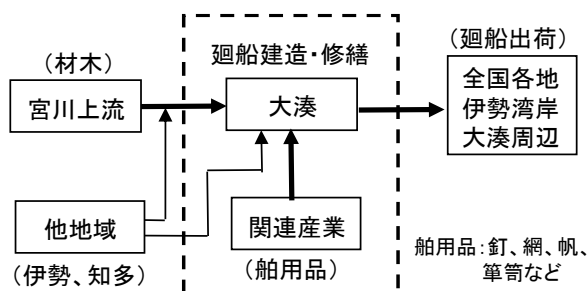 (材木)
宮川上流
廻船建造・修繕
大湊
(廻船出荷)
全国各地
伊勢湾岸
大湊周辺
他地域
(伊勢、知多)
関連産業
(舶用品)
舶用品:釘、網、帆、
箪笥など